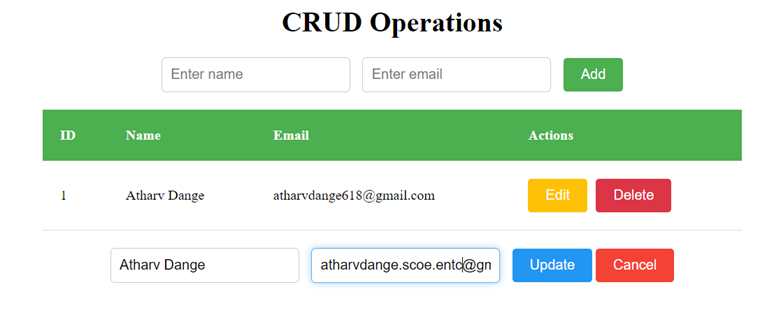 CRUD Operations
Enter name Enter email Add
ID Name Email Actions
1 Atharv Dange atharvdange618@gmail.com Edit Delete
Atharv Dange atharvdange.scoe.entc@gm Update Cancel